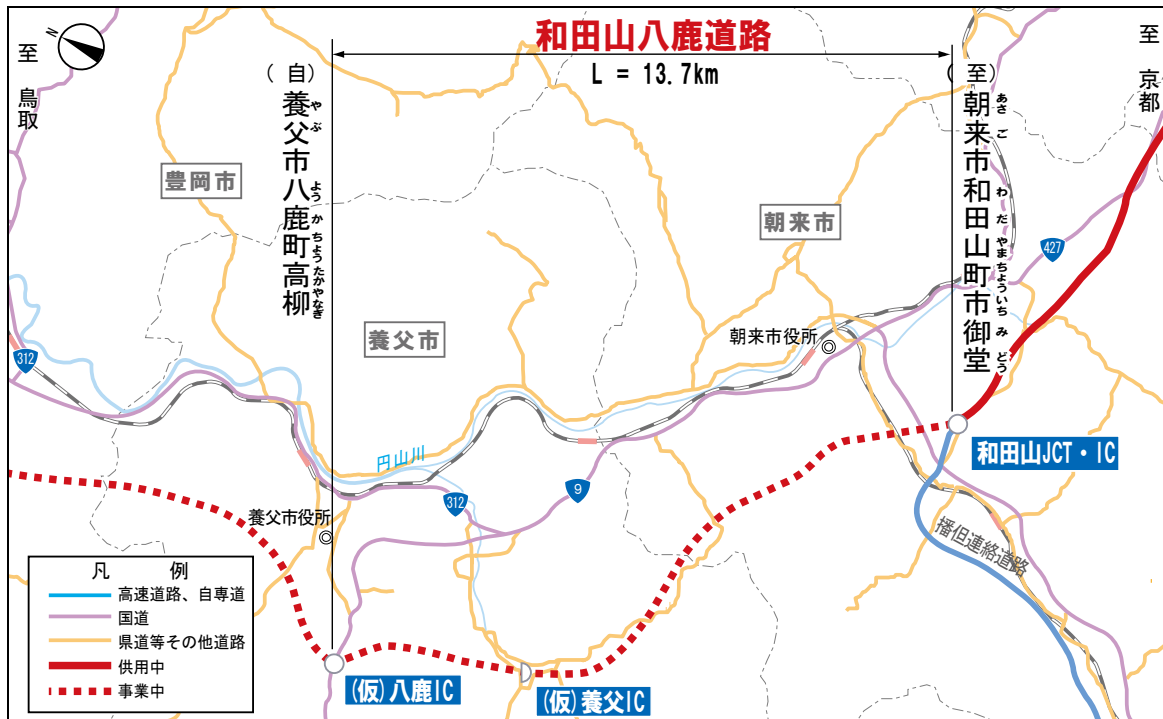 和田山八鹿道路
L = 13.7km
N
至 鳥取
至 京都
(自)
養父市八鹿町高柳
やぶ ようかちょうたかやなぎ
(至)
朝来市和田山町市御堂
あさご わだやまちょういちみどう
豊岡市
養父市
朝来市
朝来市役所
養父市役所
円山川
312
312
9
427
和田山JCT・IC
播但連絡道路
(仮)八鹿IC
(仮)養父IC
凡 例
高速道路、自専道
国道
県道等その他道路
供用中
事業中